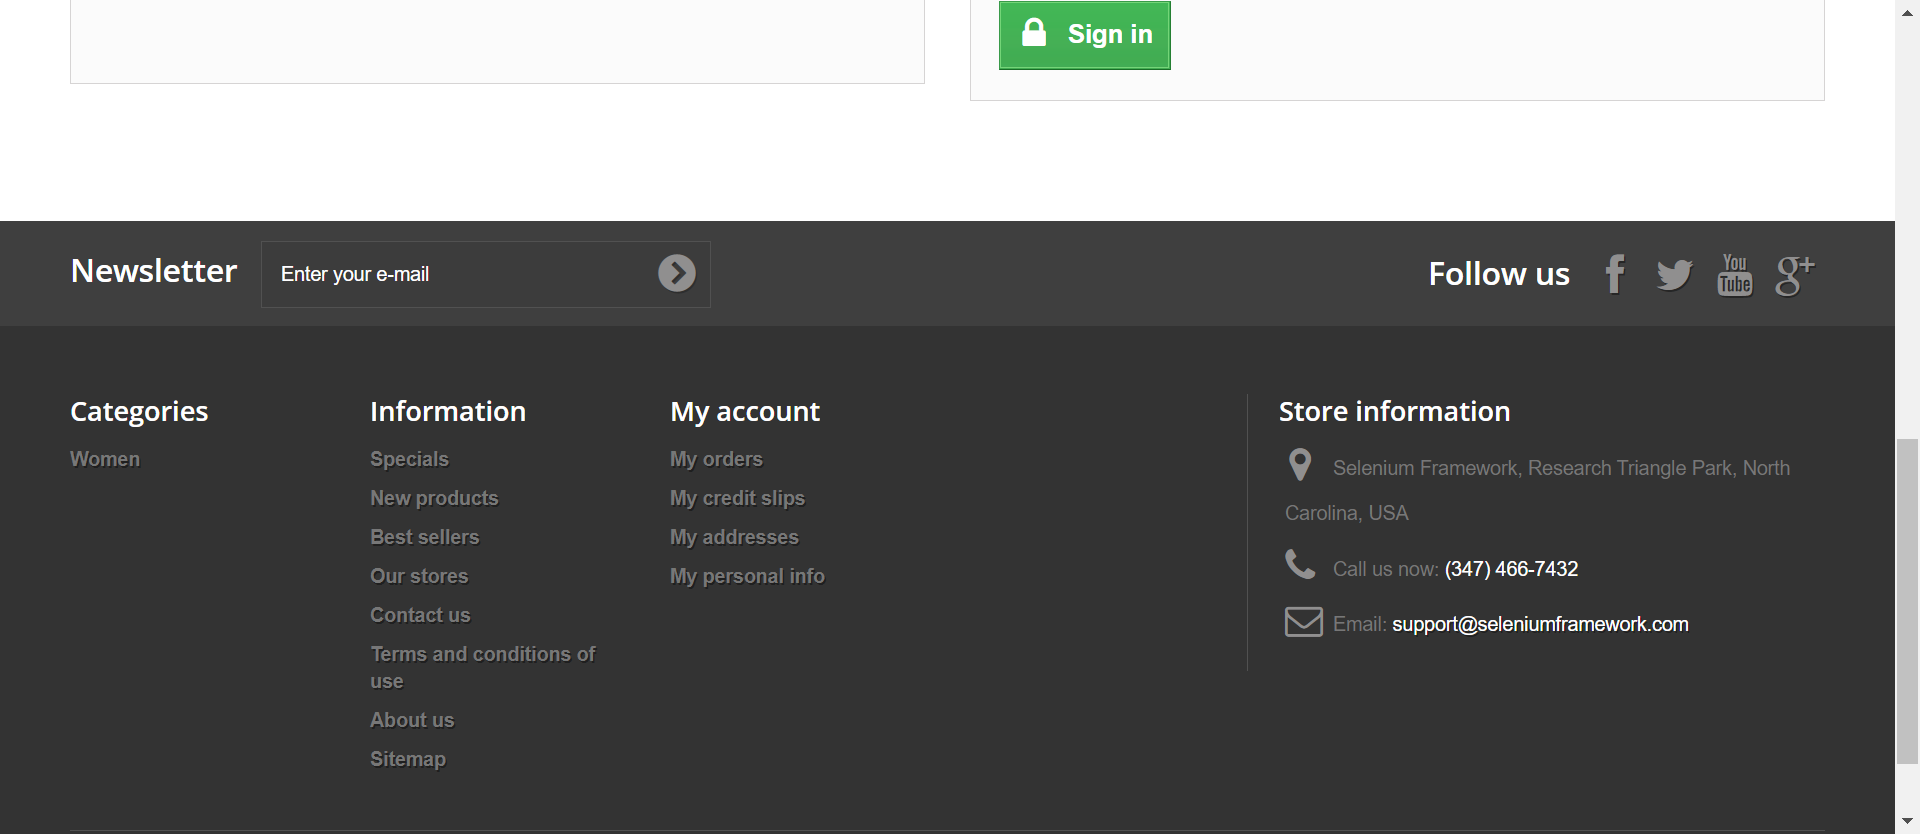 Sign in
Newsletter
Enter your e-mail
Follow us
You
Tube
g+
Categories
Women
Information
Specials
New products
Best sellers
Our stores
Contact us
Terms and conditions of
use
About us
Sitemap
My account
My orders
My credit slips
My addresses
My personal info
Store information
Selenium Framework, Research Triangle Park, North
Carolina, USA
Call us now: (347) 466-7432
Email: support@seleniumframework.com